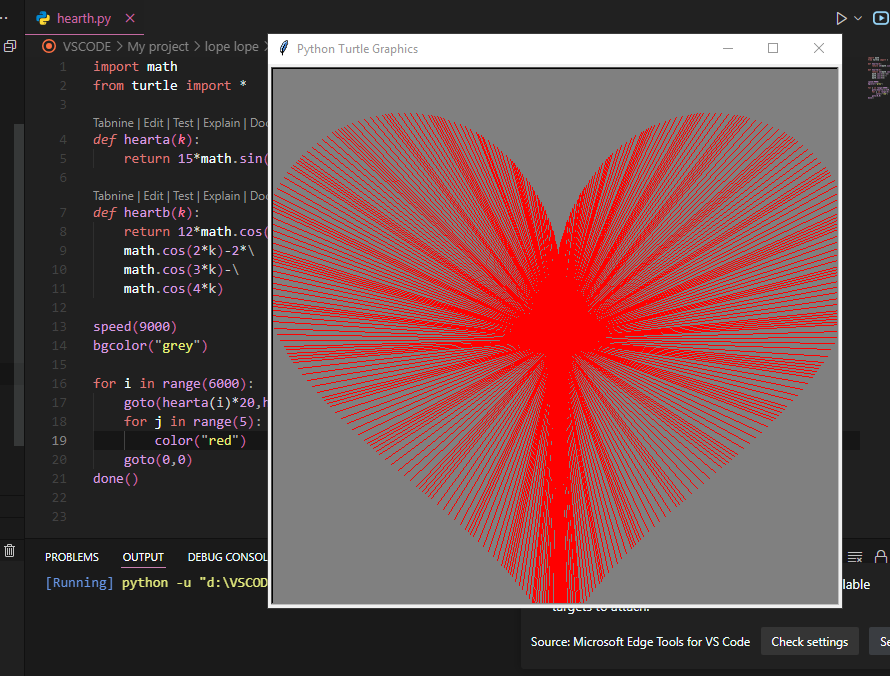 hearth.py
VSCODE > My project > lope lope >
Python Turtle Graphics
1 import math
2 from turtle import *
3
Tabnine | Edit | Test | Explain | Doc
4 def hearta(k):
5 return 15*math.sin(
6
Tabnine | Edit | Test | Explain | Doc
7 def heartb(k):
8 return 12*math.cos(
9 math.cos(2*k)-2*\
10 math.cos(3*k)-\
11 math.cos(4*k)
12
13 speed(9000)
14 bgcolor("grey")
15
16 for i in range(6000):
17 goto(hearta(i)*20,h
18 for j in range(5):
19 color("red")
20 goto(0,0)
21 done()
22
23
PROBLEMS OUTPUT DEBUG CONSOL
[Running] python -u "d:\VSCOD
lable
targets to attach.
Source: Microsoft Edge Tools for VS Code Check settings Se